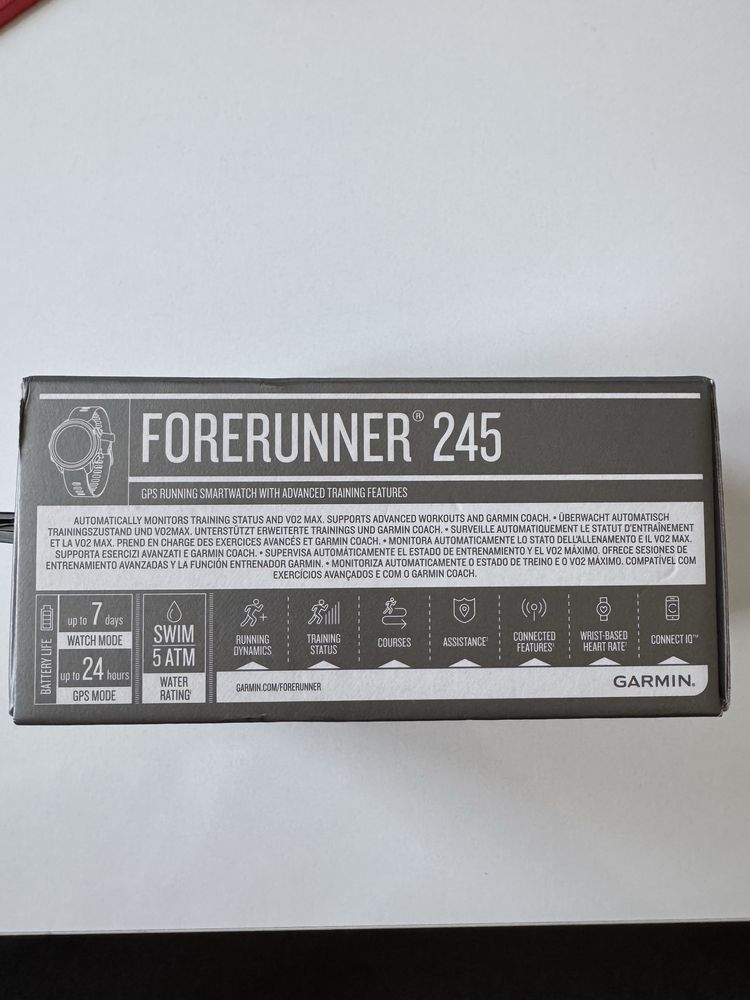 FORERUNNER® 245
GPS RUNNING SMARTWATCH WITH ADVANCED TRAINING FEATURES
AUTOMATICALLY MONITORS TRAINING STATUS AND VO2 MAX. SUPPORTS ADVANCED WORKOUTS AND GARMIN COACH. • ÜBERWACHT AUTOMATISCH
TRAININGSZUSTAND UND VO2MAX. UNTERSTÜTZT ERWEITERTE TRAININGS UND GARMIN COACH. • SURVEILLE AUTOMATIQUEMENT LE STATUT D'ENTRAÎNEMENT
ET LA VO2 MAX. PREND EN CHARGE DES EXERCICES AVANCÉS ET GARMIN COACH. • MONITORA AUTOMATICAMENTE LO STATO DELL'ALLENAMENTO E IL VO2 MAX.
SUPPORTA ESERCIZI AVANZATI E GARMIN COACH. • SUPERVISA AUTOMÁTICAMENTE EL ESTADO DE ENTRENAMIENTO Y EL VO2 MÁXIMO. OFRECE SESIONES DE
ENTRENAMIENTO AVANZADAS Y LA FUNCIÓN ENTRENADOR GARMIN. • MONITORIZA AUTOMATICAMENTE O ESTADO DE TREINO E O VO2 MÁXIMO. COMPATÍVEL COM
EXERCÍCIOS AVANÇADOS E COM O GARMIN COACH.
BATTERY LIFE
up to 7 days
WATCH MODE
up to 24 hours
GPS MODE
SWIM
5 ATM
WATER
RATING
RUNNING
DYNAMICS
TRAINING
STATUS
COURSES
ASSISTANCE
CONNECTED
FEATURES
WRIST-BASED
HEART RATE
CONNECT IQ™
GARMIN.COM/FORERUNNER
GARMIN.